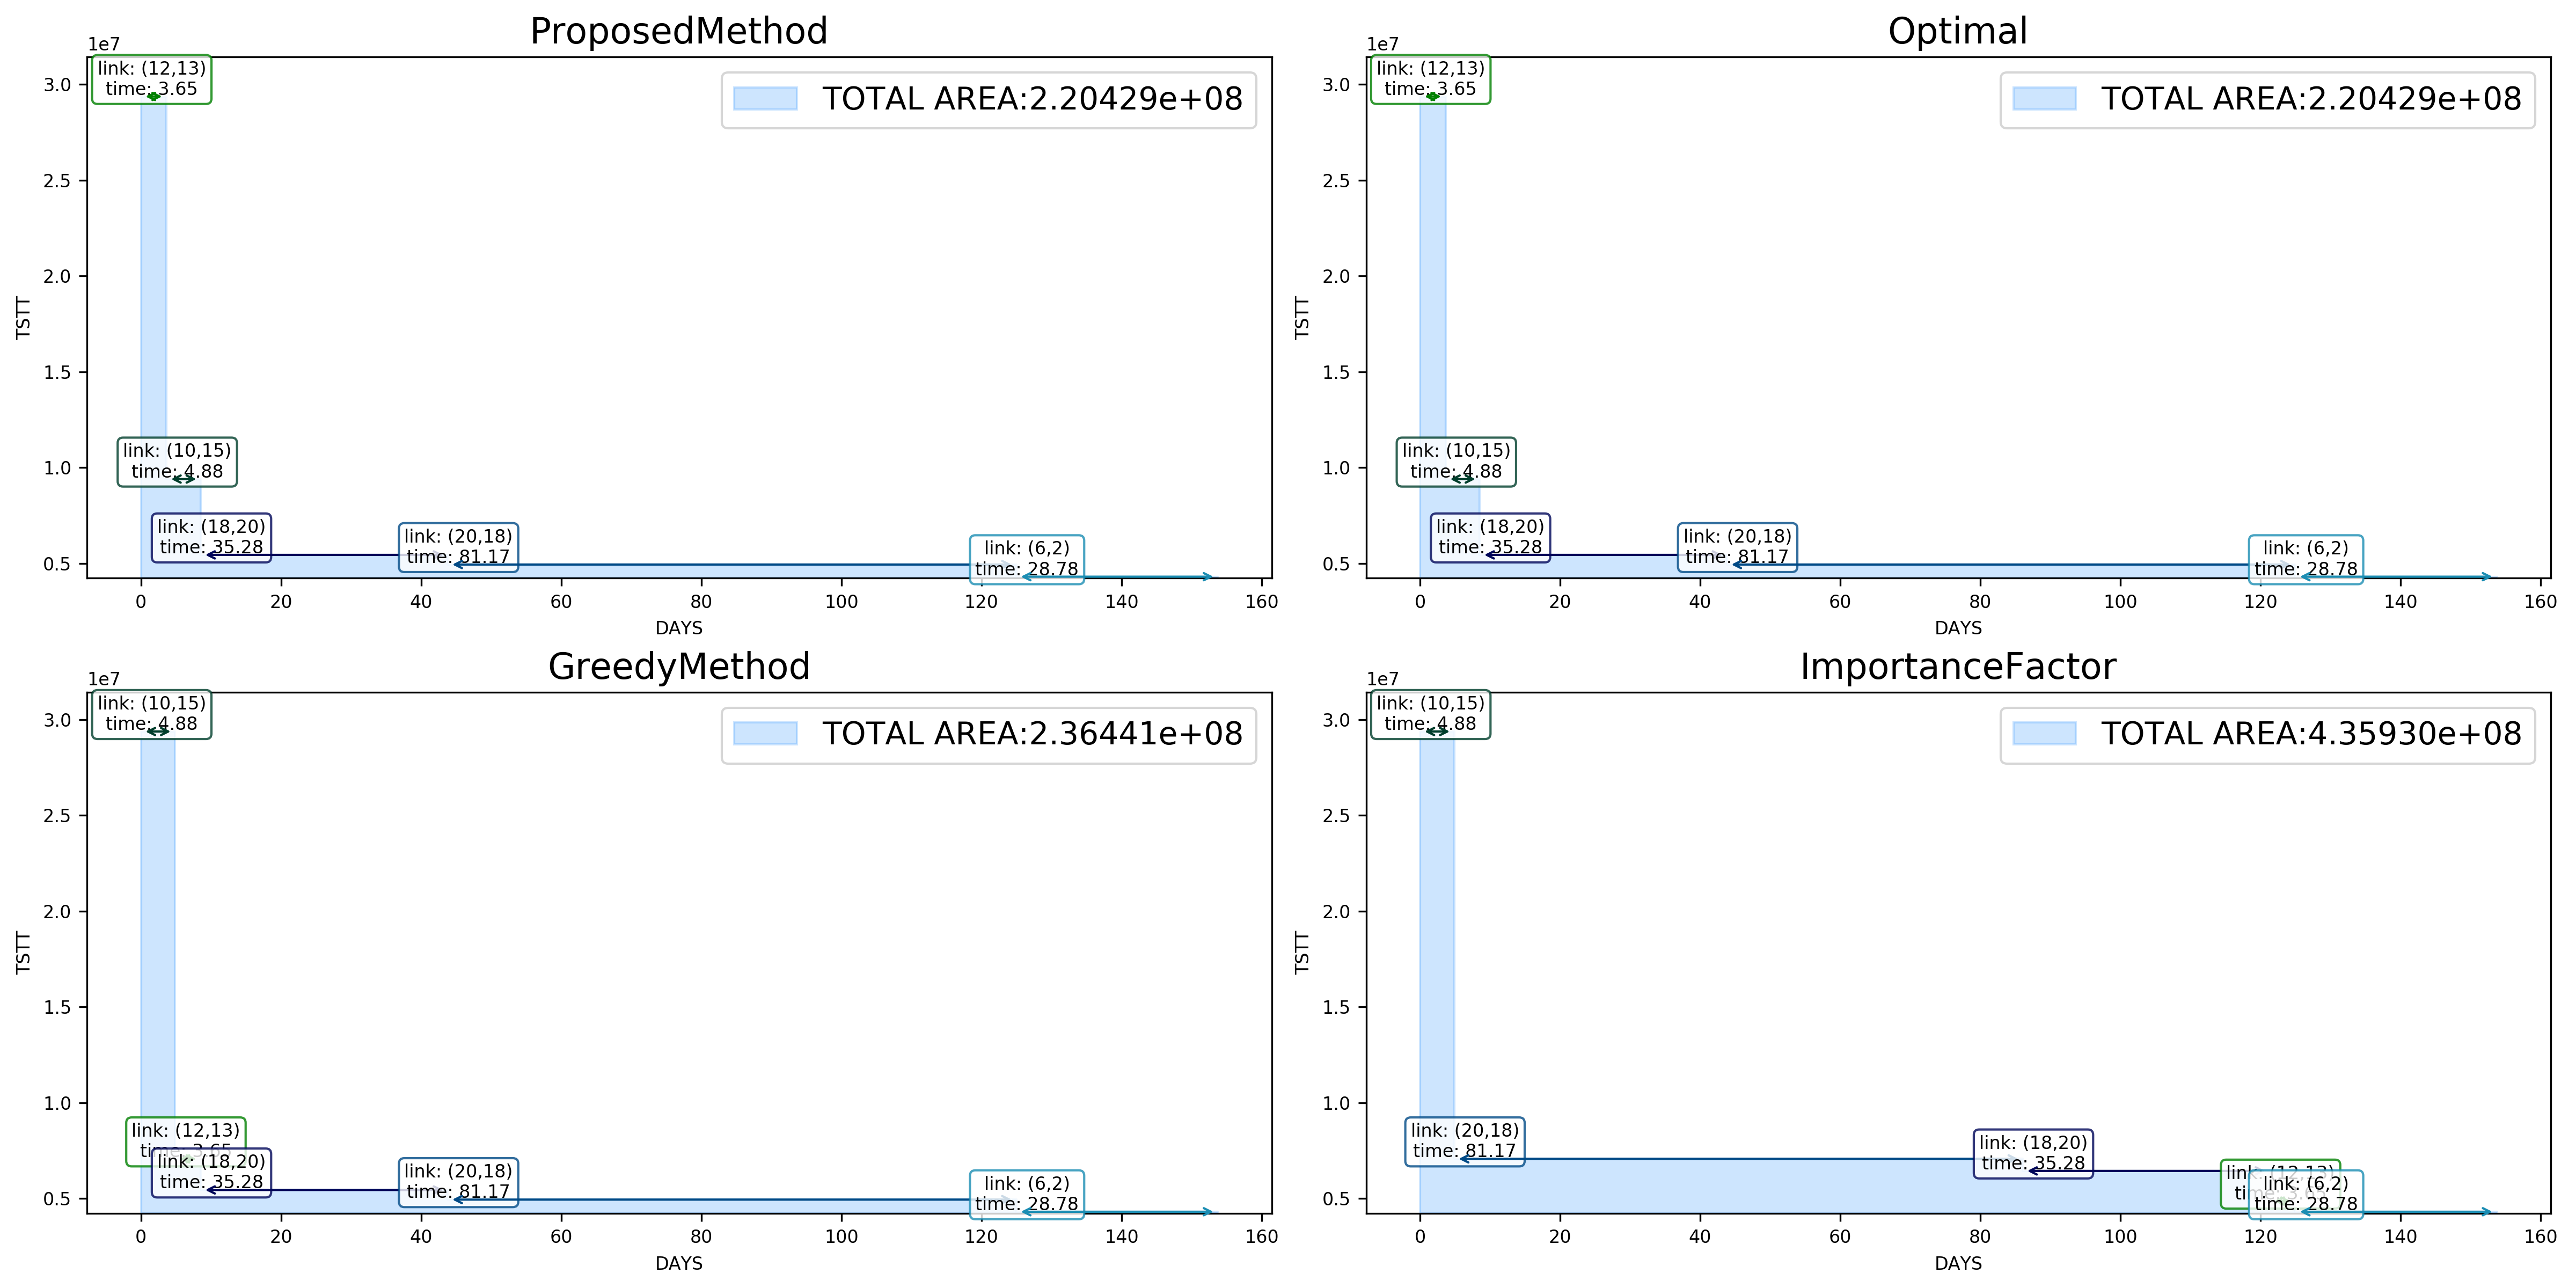 ProposedMethod
1e7
link: (12,13)
time: 3.65
TOTAL AREA:2.20429e+08
3.0
2.5
2.0
1.5
1.0
0.5
TSTT
link: (10,15)
time: 4.88
link: (18,20)
time: 35.28
link: (20,18)
time: 81.17
link: (6,2)
time: 28.78
0 20 40 60 80 100 120 140 160
DAYS
Optimal
1e7
link: (12,13)
time: 3.65
TOTAL AREA:2.20429e+08
3.0
2.5
2.0
1.5
1.0
0.5
TSTT
link: (10,15)
time: 4.88
link: (18,20)
time: 35.28
link: (20,18)
time: 81.17
link: (6,2)
time: 28.78
0 20 40 60 80 100 120 140 160
DAYS
GreedyMethod
1e7
link: (10,15)
time: 4.88
TOTAL AREA:2.36441e+08
3.0
2.5
2.0
1.5
1.0
0.5
TSTT
link: (12,13)
time: 3.65
link: (18,20)
time: 35.28
link: (20,18)
time: 81.17
link: (6,2)
time: 28.78
0 20 40 60 80 100 120 140 160
DAYS
ImportanceFactor
1e7
link: (10,15)
time: 4.88
TOTAL AREA:4.35930e+08
3.0
2.5
2.0
1.5
1.0
0.5
TSTT
link: (20,18)
time: 81.17
link: (18,20)
time: 35.28
link: (12,13)
link: (6,2)
time: 28.78
0 20 40 60 80 100 120 140 160
DAYS